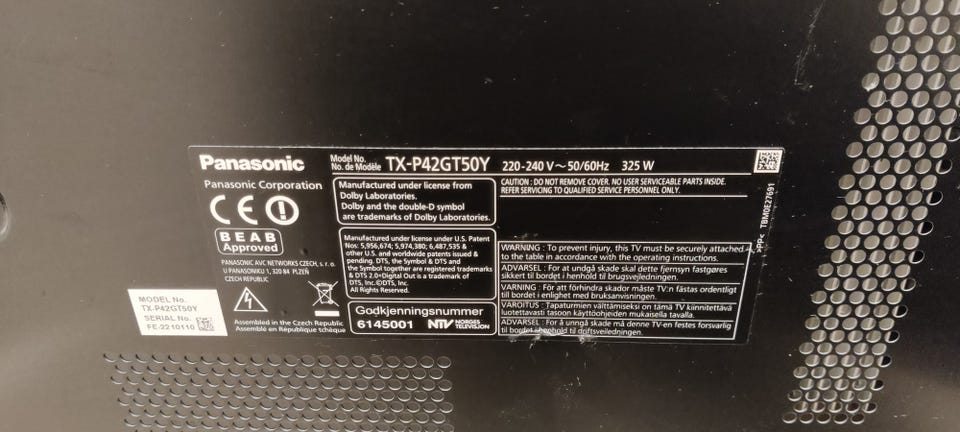 Panasonic
Model No.
No. de Modèle
TX-P42GT50Y
220-240 V~50/60Hz 325 W
Panasonic Corporation
BEAB
Approved
PANASONIC AVC NETWORKS CZECH, s. r. o.
U PANASONIKU 1, 320 84 PLZEŇ
CZECH REPUBLIC
Assembled in the Czech Republic
Assemblé en République tchèque
Manufactured under license from
Dolby Laboratories.
Dolby and the double-D symbol
are trademarks of Dolby Laboratories.
Manufactured under license under U.S. Patent
Nos: 5,956,674; 5,974,380; 6,487,535 &
other U.S. and worldwide patents issued &
pending. DTS, the Symbol & DTS and
the Symbol together are registered trademarks
& DTS 2.0+Digital Out is a trademark of
DTS, Inc.©DTS, Inc.
All Rights Reserved.
Godkjenningsnummer
6145001
NTV NORGES TELEVISJON
CAUTION : DO NOT REMOVE COVER. NO USER SERVICEABLE PARTS INSIDE.
REFER SERVICING TO QUALIFIED SERVICE PERSONNEL ONLY.
WARNING : To prevent injury, this TV must be securely attached
to the table in accordance with the operating instructions.
ADVARSEL : For at undgå skade skal dette fjernsyn fastgøres
sikkert til bordet i henhold til brugsvejledningen.
VARNING : För att förhindra skador måste TV:n fästas ordentligt
till bordet i enlighet med bruksanvisningen.
VAROITUS : Tapaturmien välttämiseksi on tämä TV kiinnitettävä
luotettavasti tasoon käyttöohjeiden mukaisella tavalla.
ADVARSEL : For å unngå skade må denne TV-en festes forsvarlig
til bordet i henhold til driftsveiledningen.
>PP<
TBMDE27691
MODEL No.
TX-P42GT50Y
SERIAL No.
FE-2210110